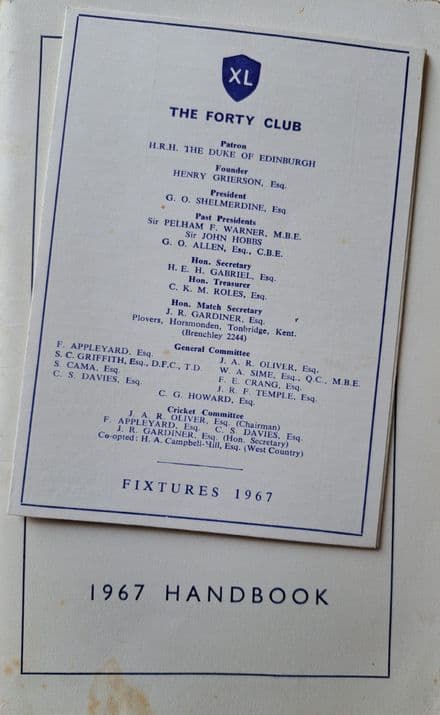 XL
THE FORTY CLUB
Patron
H.R.H. THE DUKE OF EDINBURGH
Founder
HENRY GRIERSON, Esq.
President
G. O. SHELMERDINE, Esq
Past Presidents
Sir PELHAM F. WARNER, M.B.E.
Sir JOHN HOBBS
G. O. ALLEN, Esq., C.B.E.
Hon. Secretary
H. E. H. GABRIEL, Esq.
Hon. Treasurer
C. K. M. ROLES, Esq.
Hon. Match Secretary
J. R. GARDINER, Esq.
Plovers, Horsmonden, Tonbridge, Kent.
(Brenchley 2244)
General Committee
F. APPLEYARD, Esq.
S. C. GRIFFITH, Esq., D.F.C., T.D
S. CAMA, Esq.
C. S. DAVIES, Esq.
J. A. R. OLIVER, Esq.
W. A. SIME, Esq., Q.C., M.B.E.
F. E. CRANG, Esq.
J. R. F. TEMPLE, Esq.
C. G. HOWARD, Esq.
Cricket Committee
J. A. R. OLIVER, Esq. (Chairman)
F. APPLEYARD, Esq. C. S. DAVIES, Esq.
J. R. GARDINER, Esq. (Hon. Secretary)
Co-opted: H. A. Campbell-Hill, Esq. (West Country)
FIXTURES 1967
1967 HANDBOOK